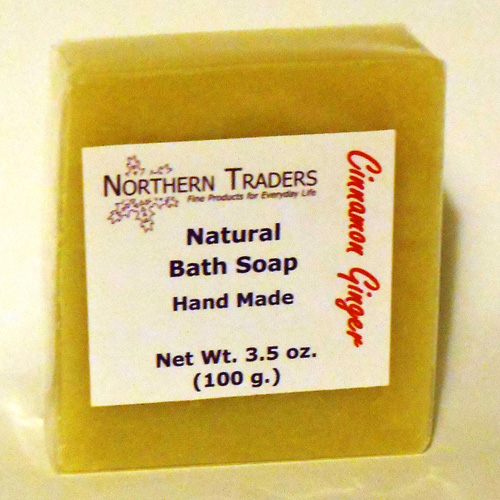 NORTHERN TRADERS
Fine Products for Everyday Life
Natural
Bath Soap
Hand Made
Net Wt. 3.5 oz.
(100 g.)
Cinnamon Ginger